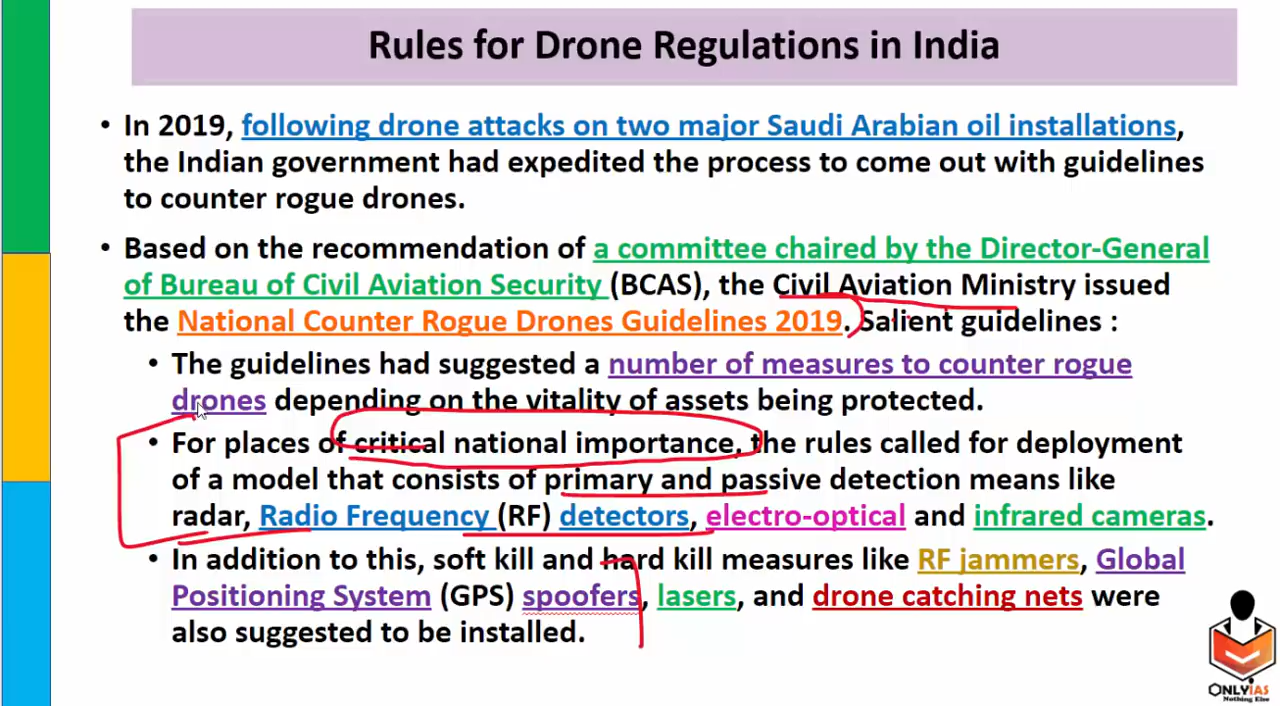 Rules for Drone Regulations in India
• In 2019, following drone attacks on two major Saudi Arabian oil installations,
the Indian government had expedited the process to come out with guidelines
to counter rogue drones.
• Based on the recommendation of a committee chaired by the Director-General
of Bureau of Civil Aviation Security (BCAS), the Civil Aviation Ministry issued
the National Counter Rogue Drones Guidelines 2019. Salient guidelines :
• The guidelines had suggested a number of measures to counter rogue
drones depending on the vitality of assets being protected.
• For places of critical national importance, the rules called for deployment
of a model that consists of primary and passive detection means like
radar, Radio Frequency (RF) detectors, electro-optical and infrared cameras.
• In addition to this, soft kill and hard kill measures like RF jammers, Global
Positioning System (GPS) spoofers, lasers, and drone catching nets were
also suggested to be installed.
ONLYIAS
Nothing Else